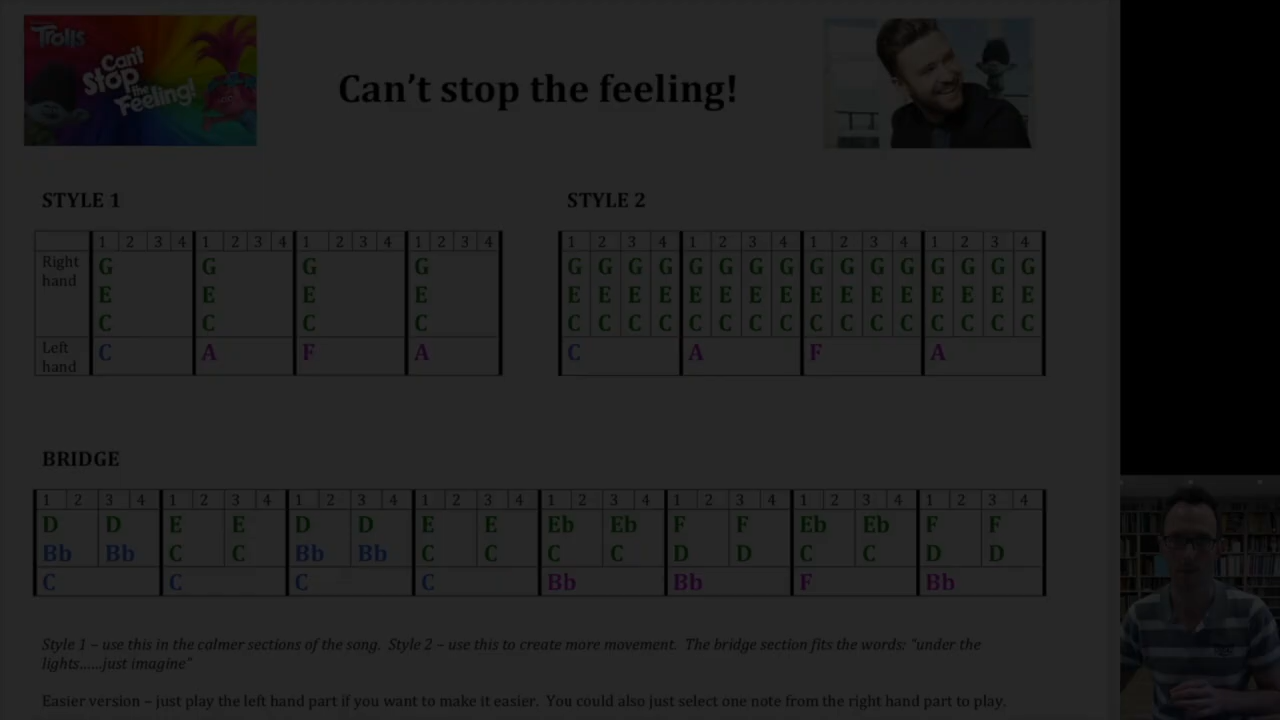 Trolls
Can't
Stop
the
Feeling!
Can't stop the feeling!
STYLE 1
STYLE 2
1 2 3 4 1 2 3 4 1 2 3 4 1 2 3 4
1 2 3 4 1 2 3 4 1 2 3 4 1 2 3 4
Right G G G G
hand
E E E E
C C C C
G G G G G G G G G G G G G G G G
E E E E E E E E E E E E E E E E
C C C C C C C C C C C C C C C C
Left C A F A
hand
C A F A
BRIDGE
1 2 3 4 1 2 3 4 1 2 3 4 1 2 3 4 1 2 3 4 1 2 3 4 1 2 3 4 1 2 3 4
D D E E D D E E Eb Eb F F Eb Eb F F
Bb Bb C C Bb Bb C C C C D D C C D D
C C C C Bb Bb F Bb
Style 1 – use this in the calmer sections of the song. Style 2 – use this to create more movement. The bridge section fits the words: "under the
lights……just imagine"
Easier version – just play the left hand part if you want to make it easier. You could also just select one note from the right hand part to play.